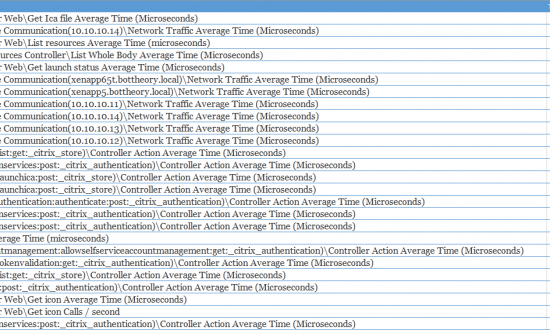 r Web\Get Ica file Average Time (Microseconds)
e Communication(10.10.10.14)\Network Traffic Average Time (Microseconds)
r Web\List resources Average Time (microseconds)
urces Controller\List Whole Body Average Time (Microseconds)
r Web\Get launch status Average Time (Microseconds)
e Communication(xenapp65t.bottheory.local)\Network Traffic Average Time (Microseconds)
e Communication(xenapp5.bottheory.local)\Network Traffic Average Time (Microseconds)
e Communication(10.10.10.11)\Network Traffic Average Time (Microseconds)
e Communication(10.10.10.14)\Network Traffic Average Time (Microseconds)
e Communication(10.10.10.13)\Network Traffic Average Time (Microseconds)
e Communication(10.10.10.12)\Network Traffic Average Time (Microseconds)
ist:get:_citrix_store)\Controller Action Average Time (Microseconds)
nservices:post:_citrix_authentication)\Controller Action Average Time (Microseconds)
launchica:post:_citrix_store)\Controller Action Average Time (Microseconds)
launchica:post:_citrix_store)\Controller Action Average Time (Microseconds)
uthentication:authenticate:post:_citrix_authentication)\Controller Action Average Time (Microseconds)
nservices:post:_citrix_authentication)\Controller Action Average Time (Microseconds)
nservices:post:_citrix_authentication)\Controller Action Average Time (Microseconds)
erage Time (microseconds)
ntmanagement:allowselfserviceaccountmanagement:get:_citrix_authentication)\Controller Action Average Time (Microseconds)
okenvalidation:get:_citrix_authentication)\Controller Action Average Time (Microseconds)
ist:get:_citrix_store)\Controller Action Average Time (Microseconds)
:post:_citrix_authentication)\Controller Action Average Time (Microseconds)
r Web\Get icon Average Time (Microseconds)
r Web\Get icon Calls / second
nservices:post:_citrix_authentication)\Controller Action Average Time (Microseconds)